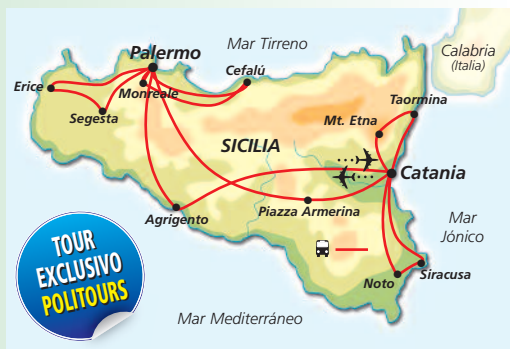 Mar Tirreno
Calabria
(Italia)
Palermo
Cefalú
Erice
Monreale
Segesta
Taormina
Mt. Etna
SICILIA
Catania
Agrigento
Piazza Armerina
Mar
Jónico
Noto
Siracusa
Mar Mediterráneo
TOUR
EXCLUSIVO
POLITOURS